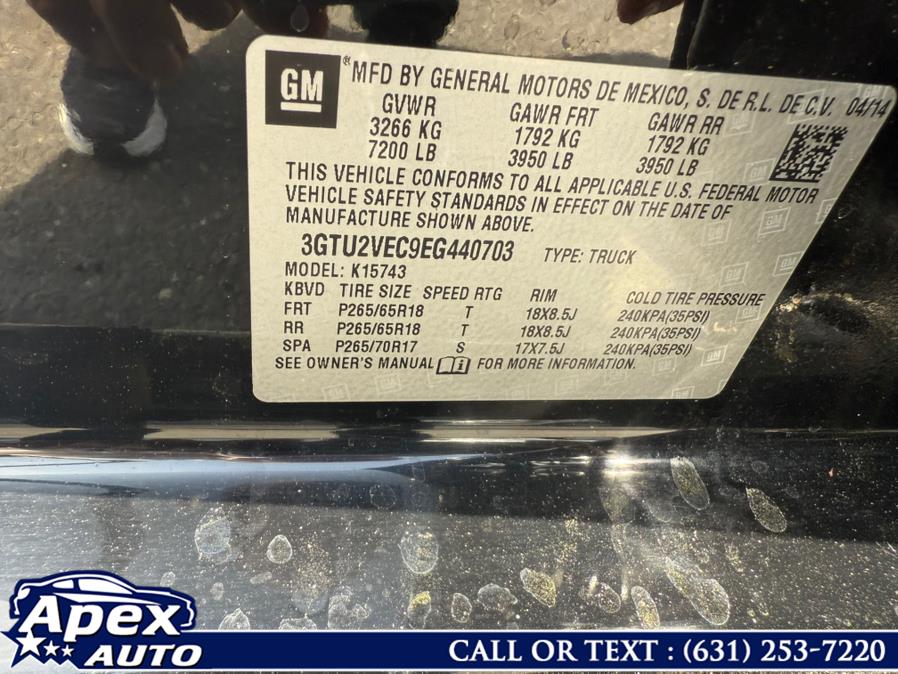 GM
® MFD BY GENERAL MOTORS DE MEXICO, S. DE R.L. DE C.V. 04/14
GVWR GAWR FRT GAWR RR
3266 KG 1792 KG 1792 KG
7200 LB 3950 LB 3950 LB
THIS VEHICLE CONFORMS TO ALL APPLICABLE U.S. FEDERAL MOTOR
VEHICLE SAFETY STANDARDS IN EFFECT ON THE DATE OF
MANUFACTURE SHOWN ABOVE.
3GTU2VEC9EG440703 TYPE: TRUCK
MODEL: K15743
KBVD TIRE SIZE SPEED RTG RIM COLD TIRE PRESSURE
FRT P265/65R18 T 18X8.5J 240KPA(35PSI)
RR P265/65R18 T 18X8.5J 240KPA(35PSI)
SPA P265/70R17 S 17X7.5J 240KPA(35PSI)
SEE OWNER'S MANUAL FOR MORE INFORMATION.
APEX
AUTO
CALL OR TEXT : (631) 253-7220